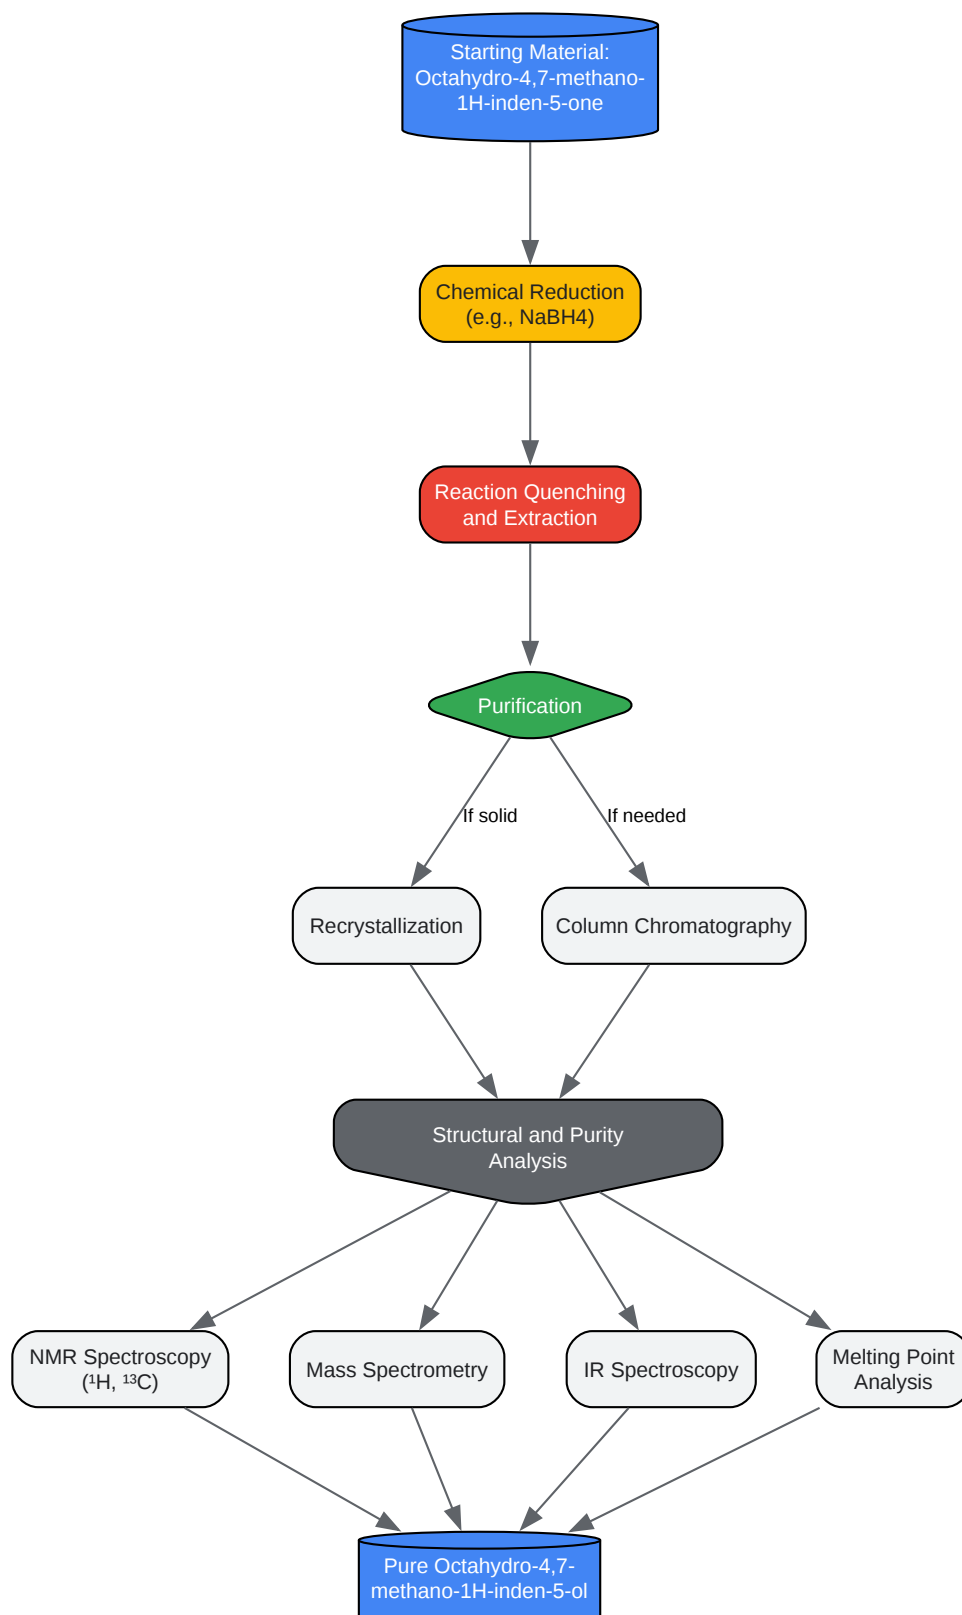 Starting Material:
Octahydro-4,7-methano-
1H-inden-5-one
Chemical Reduction
(e.g., NaBH4)
Reaction Quenching
and Extraction
Purification
If solid
If needed
Recrystallization
Column Chromatography
Structural and Purity
Analysis
NMR Spectroscopy
(¹H, ¹³C)
Mass Spectrometry
IR Spectroscopy
Melting Point
Analysis
Pure Octahydro-4,7-
methano-1H-inden-5-ol